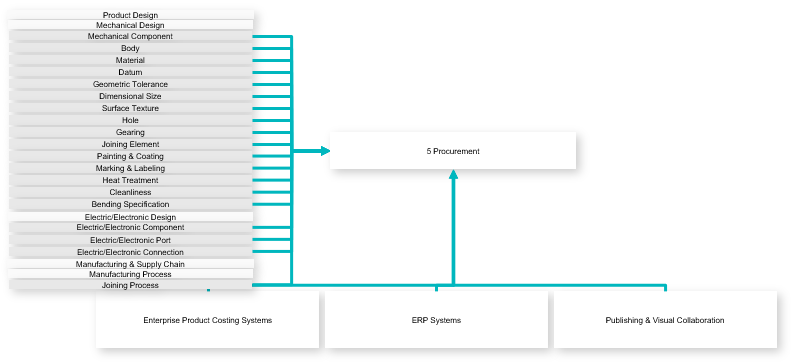 Product Design
Mechanical Design
Mechanical Component
Body
Material
Datum
Geometric Tolerance
Dimensional Size
Surface Texture
Hole
Gearing
Joining Element
Painting & Coating
Marking & Labeling
Heat Treatment
Cleanliness
Bending Specification
Electric/Electronic Design
Electric/Electronic Component
Electric/Electronic Port
Electric/Electronic Connection
Manufacturing & Supply Chain
Manufacturing Process
Joining Process
5 Procurement
Enterprise Product Costing Systems
ERP Systems
Publishing & Visual Collaboration